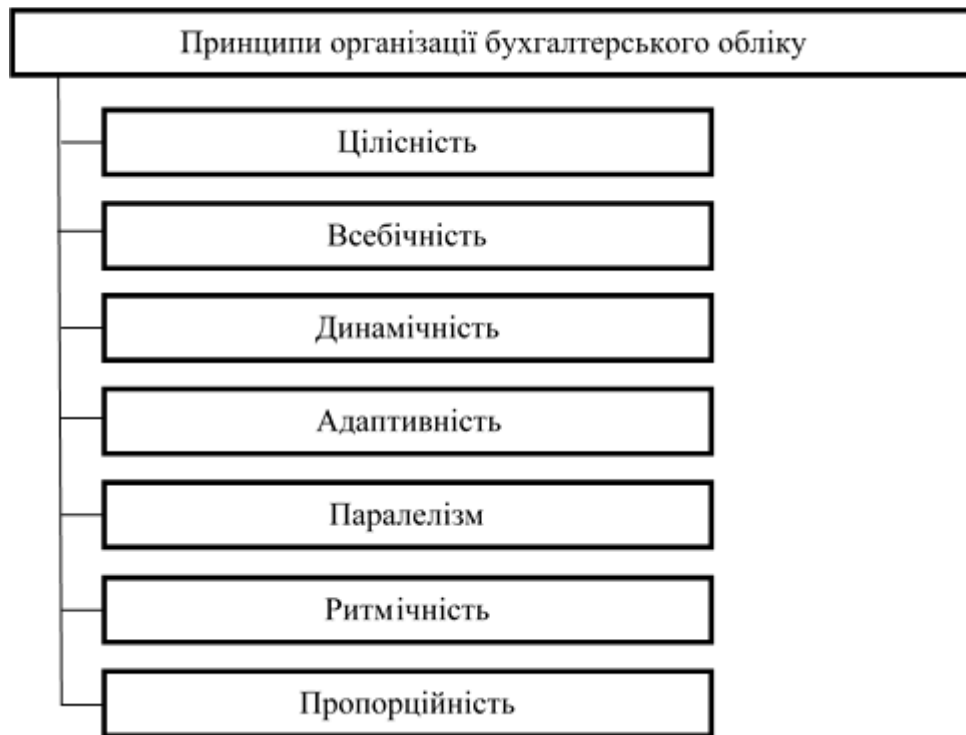 Принципи організації бухгалтерського обліку
Цілісність
Всебічність
Динамічність
Адаптивність
Паралелізм
Ритмічність
Пропорційність